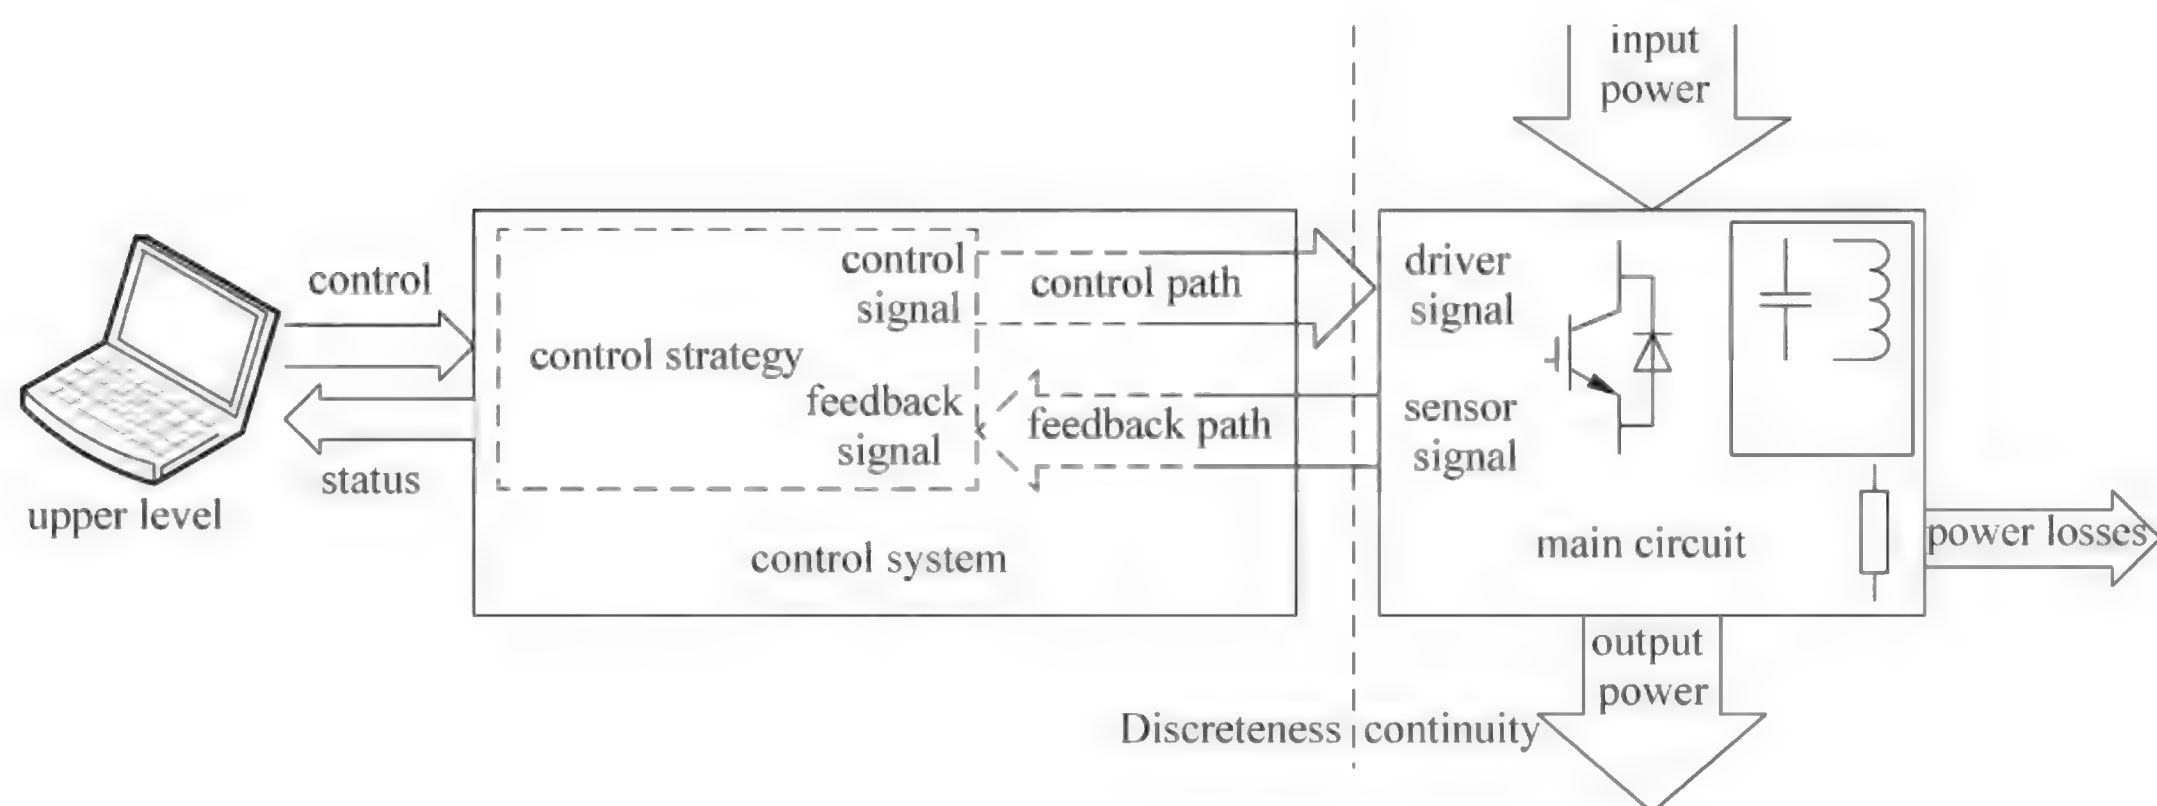 input
power
control
signal
control path
driver
signal
control
control strategy
feedback
signal
feedback path
sensor
signal
status
upper level
control system
main circuit
power losses
output
power
Discreteness
continuity